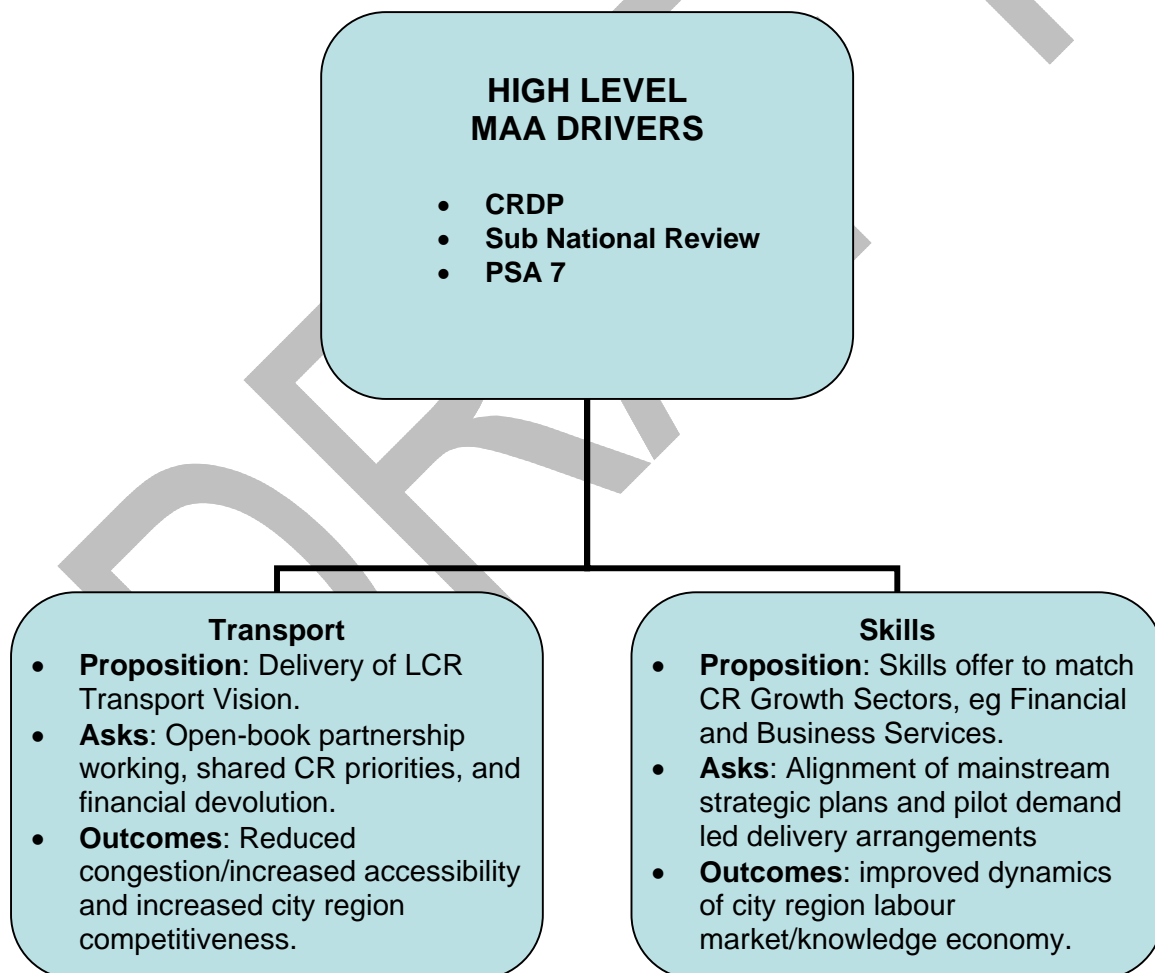 HIGH LEVEL
MAA DRIVERS
• CRDP
• Sub National Review
• PSA 7
Transport
• Proposition: Delivery of LCR
Transport Vision.
• Asks: Open-book partnership
working, shared CR priorities, and
financial devolution.
• Outcomes: Reduced
congestion/increased accessibility
and increased city region
competitiveness.
Skills
• Proposition: Skills offer to match
CR Growth Sectors, eg Financial
and Business Services.
• Asks: Alignment of mainstream
strategic plans and pilot demand
led delivery arrangements
• Outcomes: improved dynamics
of city region labour
market/knowledge economy.